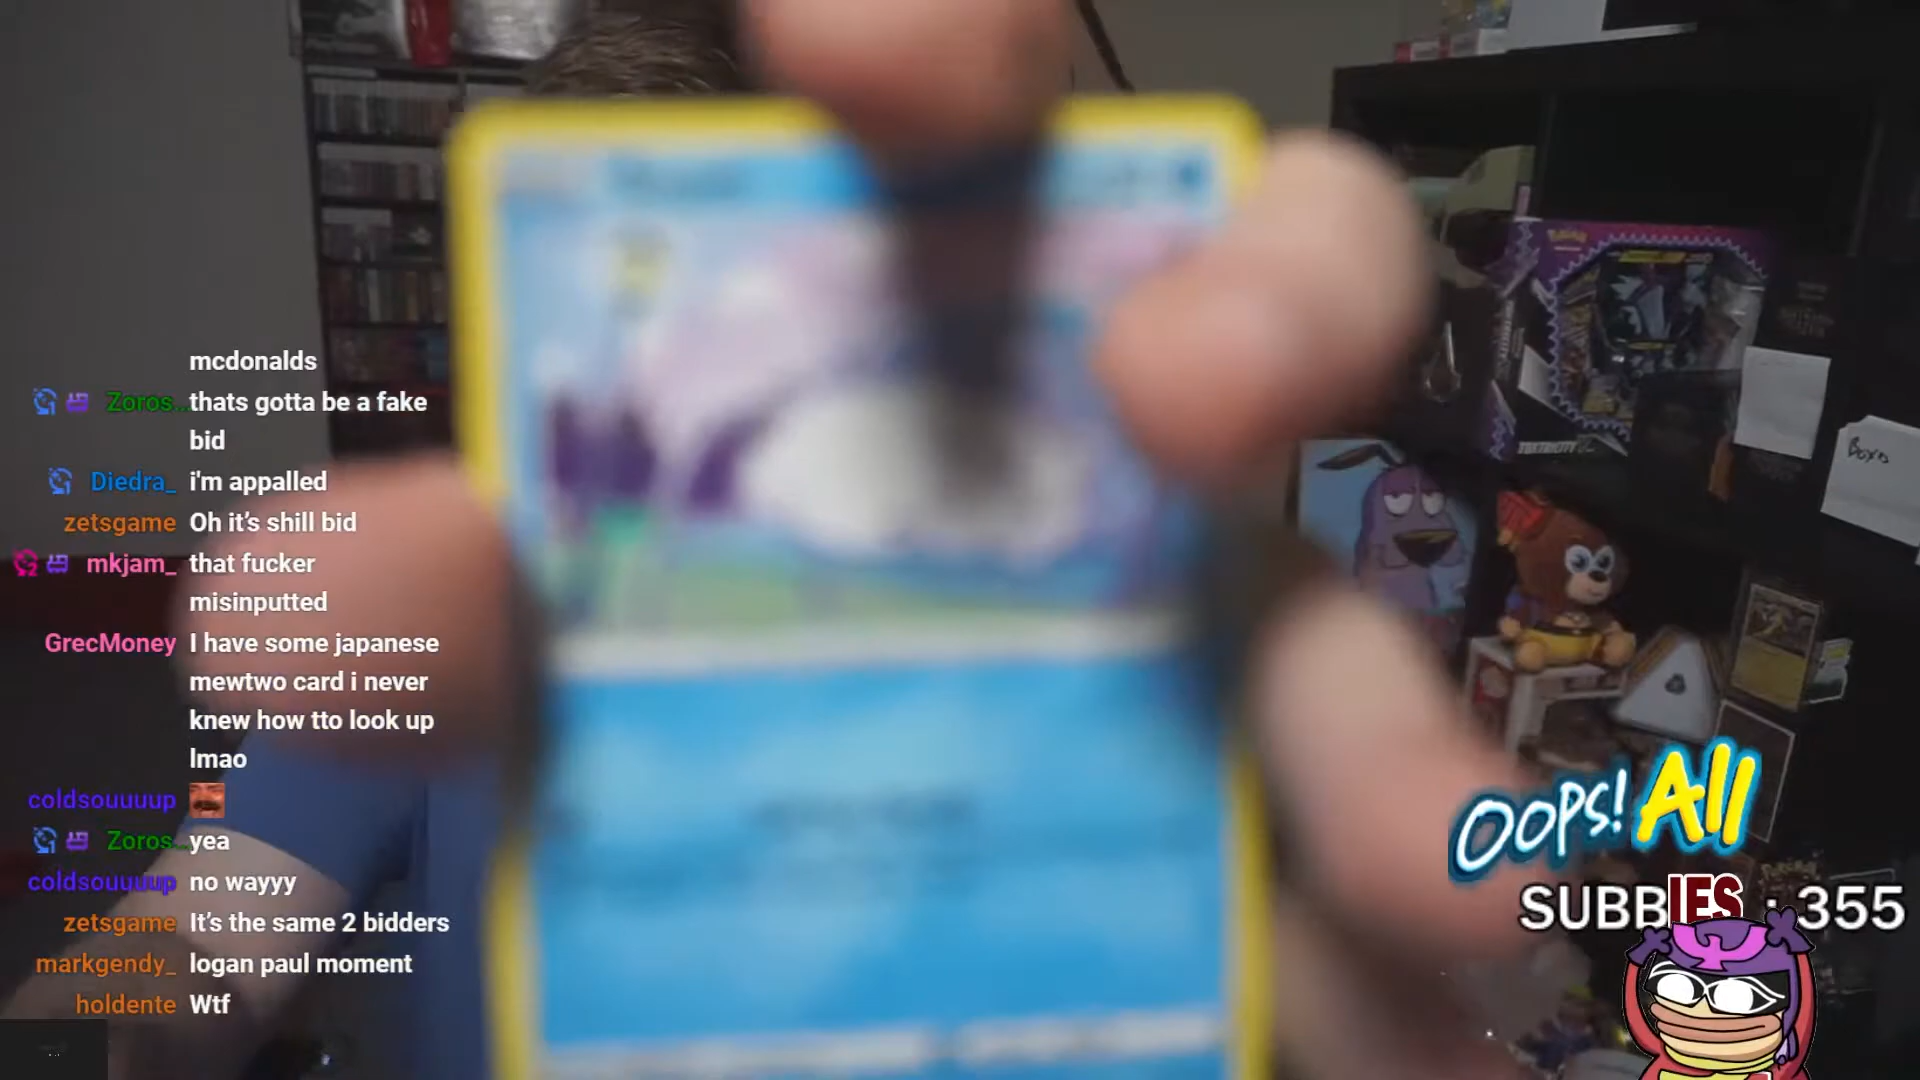 mcdonalds
Zoros... thats gotta be a fake
bid
Diedra_ i'm appalled
zetsgame Oh it’s shill bid
mkjam_ that fucker
misinputted
GrecMoney I have some japanese
mewtwo card i never
knew how tto look up
lmao
coldsouuuup
Zoros... yea
coldsouuuup no wayyy
zetsgame It’s the same 2 bidders
markgendy_ logan paul moment
holdente Wtf
Pokémon
Boxo
OOPS! All
SUBBIES : 355